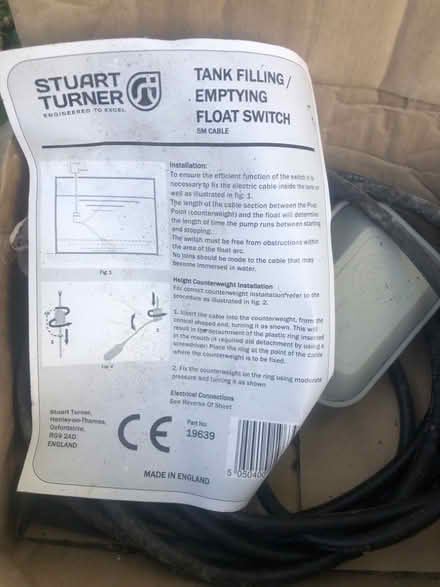 STUART
TURNER
ENGINEERED TO EXCEL
TANK FILLING /
EMPTYING
FLOAT SWITCH
5M CABLE
Installation:
To ensure the efficient function of the switch it is
necessary to fix the electric cable inside the tank or
well as illustrated in fig: 1.
The length of the cable section between the Pivot
Point (counterweight) and the float will determine
the length of time the pump runs between starting
and stopping.
The switch must be free from obstructions within
the area of the float arc.
No joins should be made to the cable that may
become immersed in water.
Fig 1
Height Counterweight Installation
For correct counterweight installation refer to the
procedure as illustrated in fig: 2.
1. Insert the cable into the counterweight, from the
conical shaped end, turning it as shown. This will
result in the detachment of the plastic ring inserted
in the mouth (if required aid detachment by using a
screwdriver) Place the ring at the point of the cable
where the counterweight is to be fixed.
2. Fix the counterweight on the ring using moderate
pressure and turning it as shown
Electrical Connections
See Reverse Of Sheet
Stuart Turner,
Henley-on-Thames,
Oxfordshire,
RG9 2AD
ENGLAND
CE
Part No:
19639
MADE IN ENGLAND
5 050400